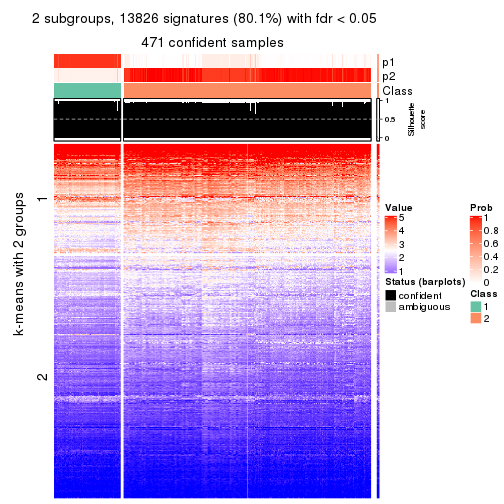 2 subgroups, 13826 signatures (80.1%) with fdr < 0.05
471 confident samples
p1
p2
Class
1
0.5
0
Silhouette
score
k-means with 2 groups
1
2
Value
5
4
3
2
1
Prob
1
0.8
0.6
0.4
0.2
0
Status (barplots)
confident
ambiguous
Class
1
2